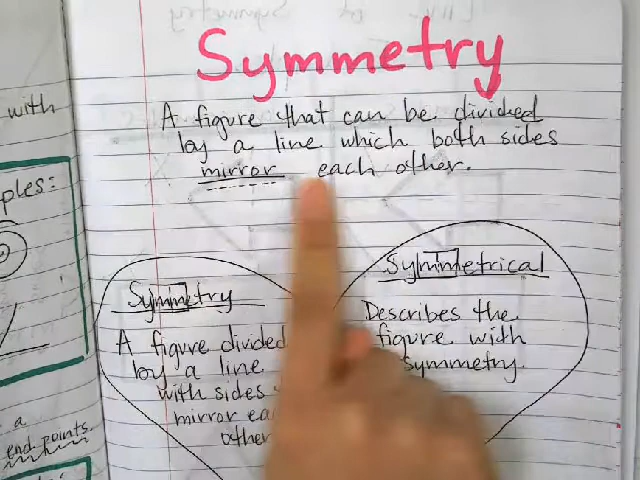 Symmetry
A figure that can be divided
by a line which both sides
mirror each other.
with
ples:
Symmetry
A figure divided
by a line
with sides
mirror ea
other
Symmetrical
Describes the
figure with
symmetry.
a
end points.